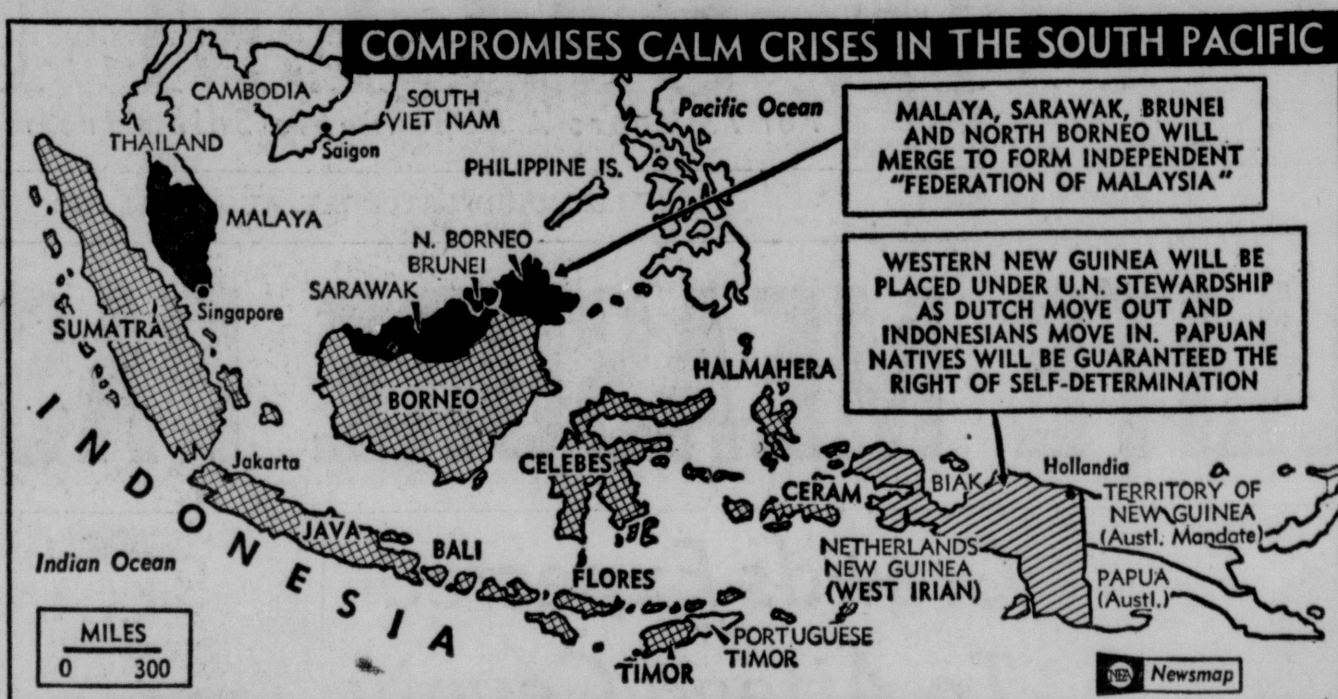 COMPROMISES CALM CRISES IN THE SOUTH PACIFIC
CAMBODIA
SOUTH
VIET NAM
THAILAND
Saigon
Pacific Ocean
PHILIPPINE IS.
MALAYA, SARAWAK, BRUNEI
AND NORTH BORNEO WILL
MERGE TO FORM INDEPENDENT
"FEDERATION OF MALAYSIA"
MALAYA
N. BORNEO
BRUNEI
SARAWAK
Singapore
SUMATRA
WESTERN NEW GUINEA WILL BE
PLACED UNDER U.N. STEWARDSHIP
AS DUTCH MOVE OUT AND
INDONESIANS MOVE IN. PAPUAN
NATIVES WILL BE GUARANTEED THE
RIGHT OF SELF-DETERMINATION
HALMAHERA
BORNEO
INDONESIA
Jakarta
CELEBES
CERAM
BIAK
Hollandia
TERRITORY OF
NEW GUINEA
(Austl. Mandate)
JAVA
BALI
Indian Ocean
FLORES
NETHERLANDS
NEW GUINEA
(WEST IRIAN)
PAPUA
(Austl.)
MILES
0 300
TIMOR
PORTUGUESE
TIMOR
NEA Newsmap